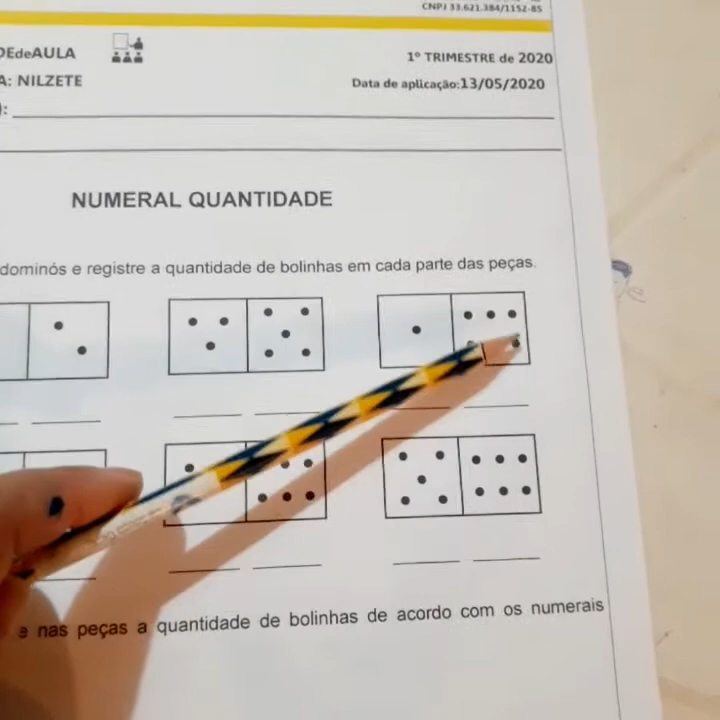 CNPJ 33.621.384/1152-85
DEdeAULA
1º TRIMESTRE de 2020
A: NILZETE
Data de aplicação:13/05/2020
):
NUMERAL QUANTIDADE
dominós e registre a quantidade de bolinhas em cada parte das peças.
e nas peças a quantidade de bolinhas de acordo com os numerais